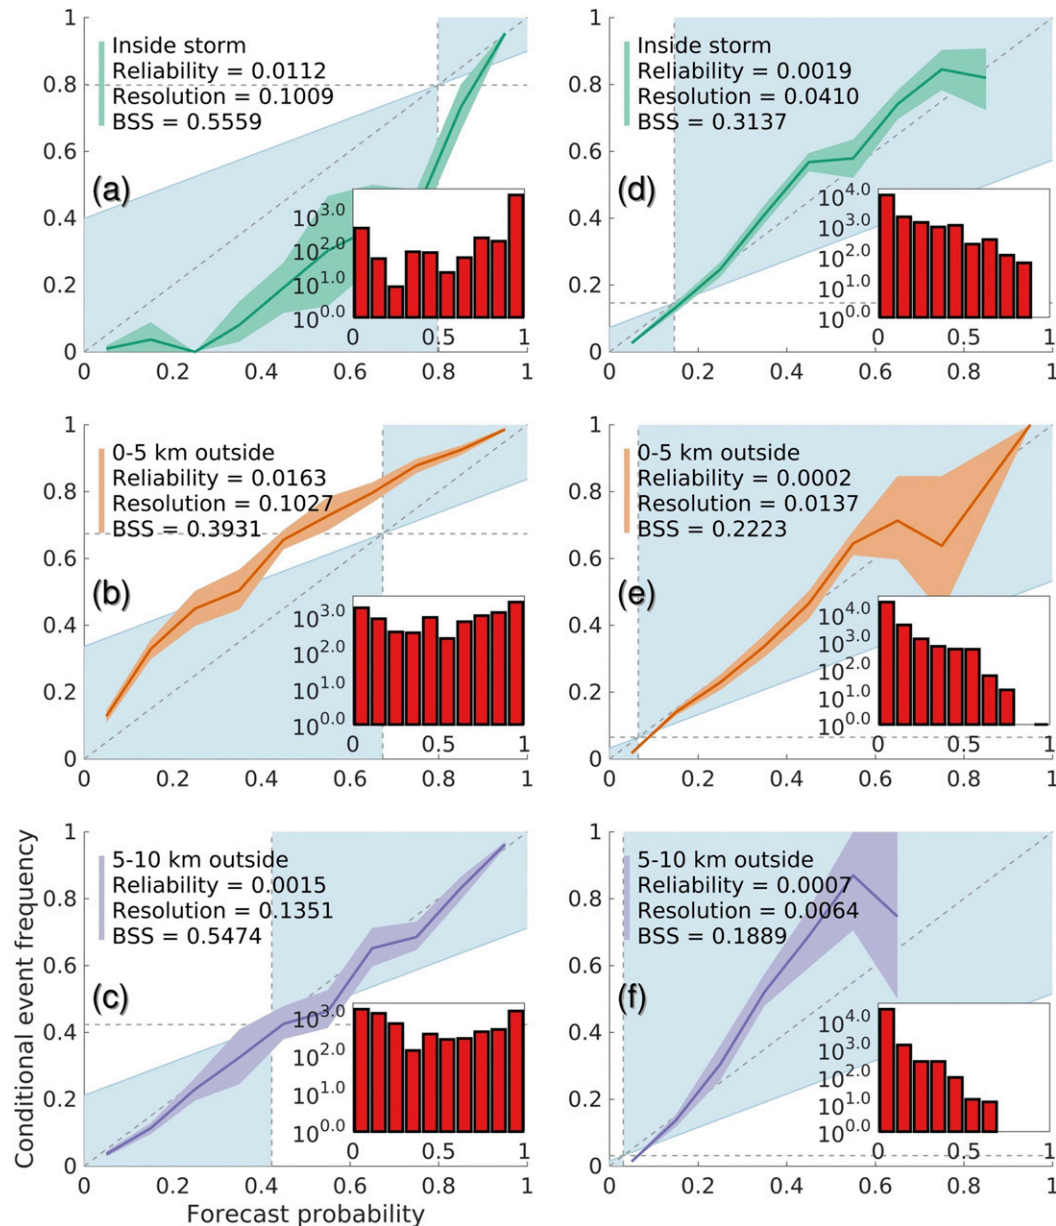 1
Inside storm
Reliability = 0.0112
Resolution = 0.1009
BSS = 0.5559
0.8
0.6
(a)
0.4
0.2
0
10^3.0
10^2.0
10^1.0
10^0.0
0 0.5 1
0 0.2 0.4 0.6 0.8 1
1
Inside storm
Reliability = 0.0019
Resolution = 0.0410
BSS = 0.3137
0.8
0.6
(d)
0.4
0.2
0
10^4.0
10^3.0
10^2.0
10^1.0
10^0.0
0 0.5 1
0 0.2 0.4 0.6 0.8 1
1
0-5 km outside
Reliability = 0.0163
Resolution = 0.1027
BSS = 0.3931
0.8
0.6
(b)
0.4
0.2
0
10^3.0
10^2.0
10^1.0
10^0.0
0 0.5 1
0 0.2 0.4 0.6 0.8 1
1
0-5 km outside
Reliability = 0.0002
Resolution = 0.0137
BSS = 0.2223
0.8
0.6
(e)
0.4
0.2
0
10^4.0
10^3.0
10^2.0
10^1.0
10^0.0
0 0.5 1
0 0.2 0.4 0.6 0.8 1
Conditional event frequency
1
5-10 km outside
Reliability = 0.0015
Resolution = 0.1351
BSS = 0.5474
0.8
0.6
(c)
0.4
0.2
0
10^3.0
10^2.0
10^1.0
10^0.0
0 0.5 1
0 0.2 0.4 0.6 0.8 1
Forecast probability
1
5-10 km outside
Reliability = 0.0007
Resolution = 0.0064
BSS = 0.1889
0.8
0.6
(f)
0.4
0.2
0
10^4.0
10^3.0
10^2.0
10^1.0
10^0.0
0 0.5 1
0 0.2 0.4 0.6 0.8 1